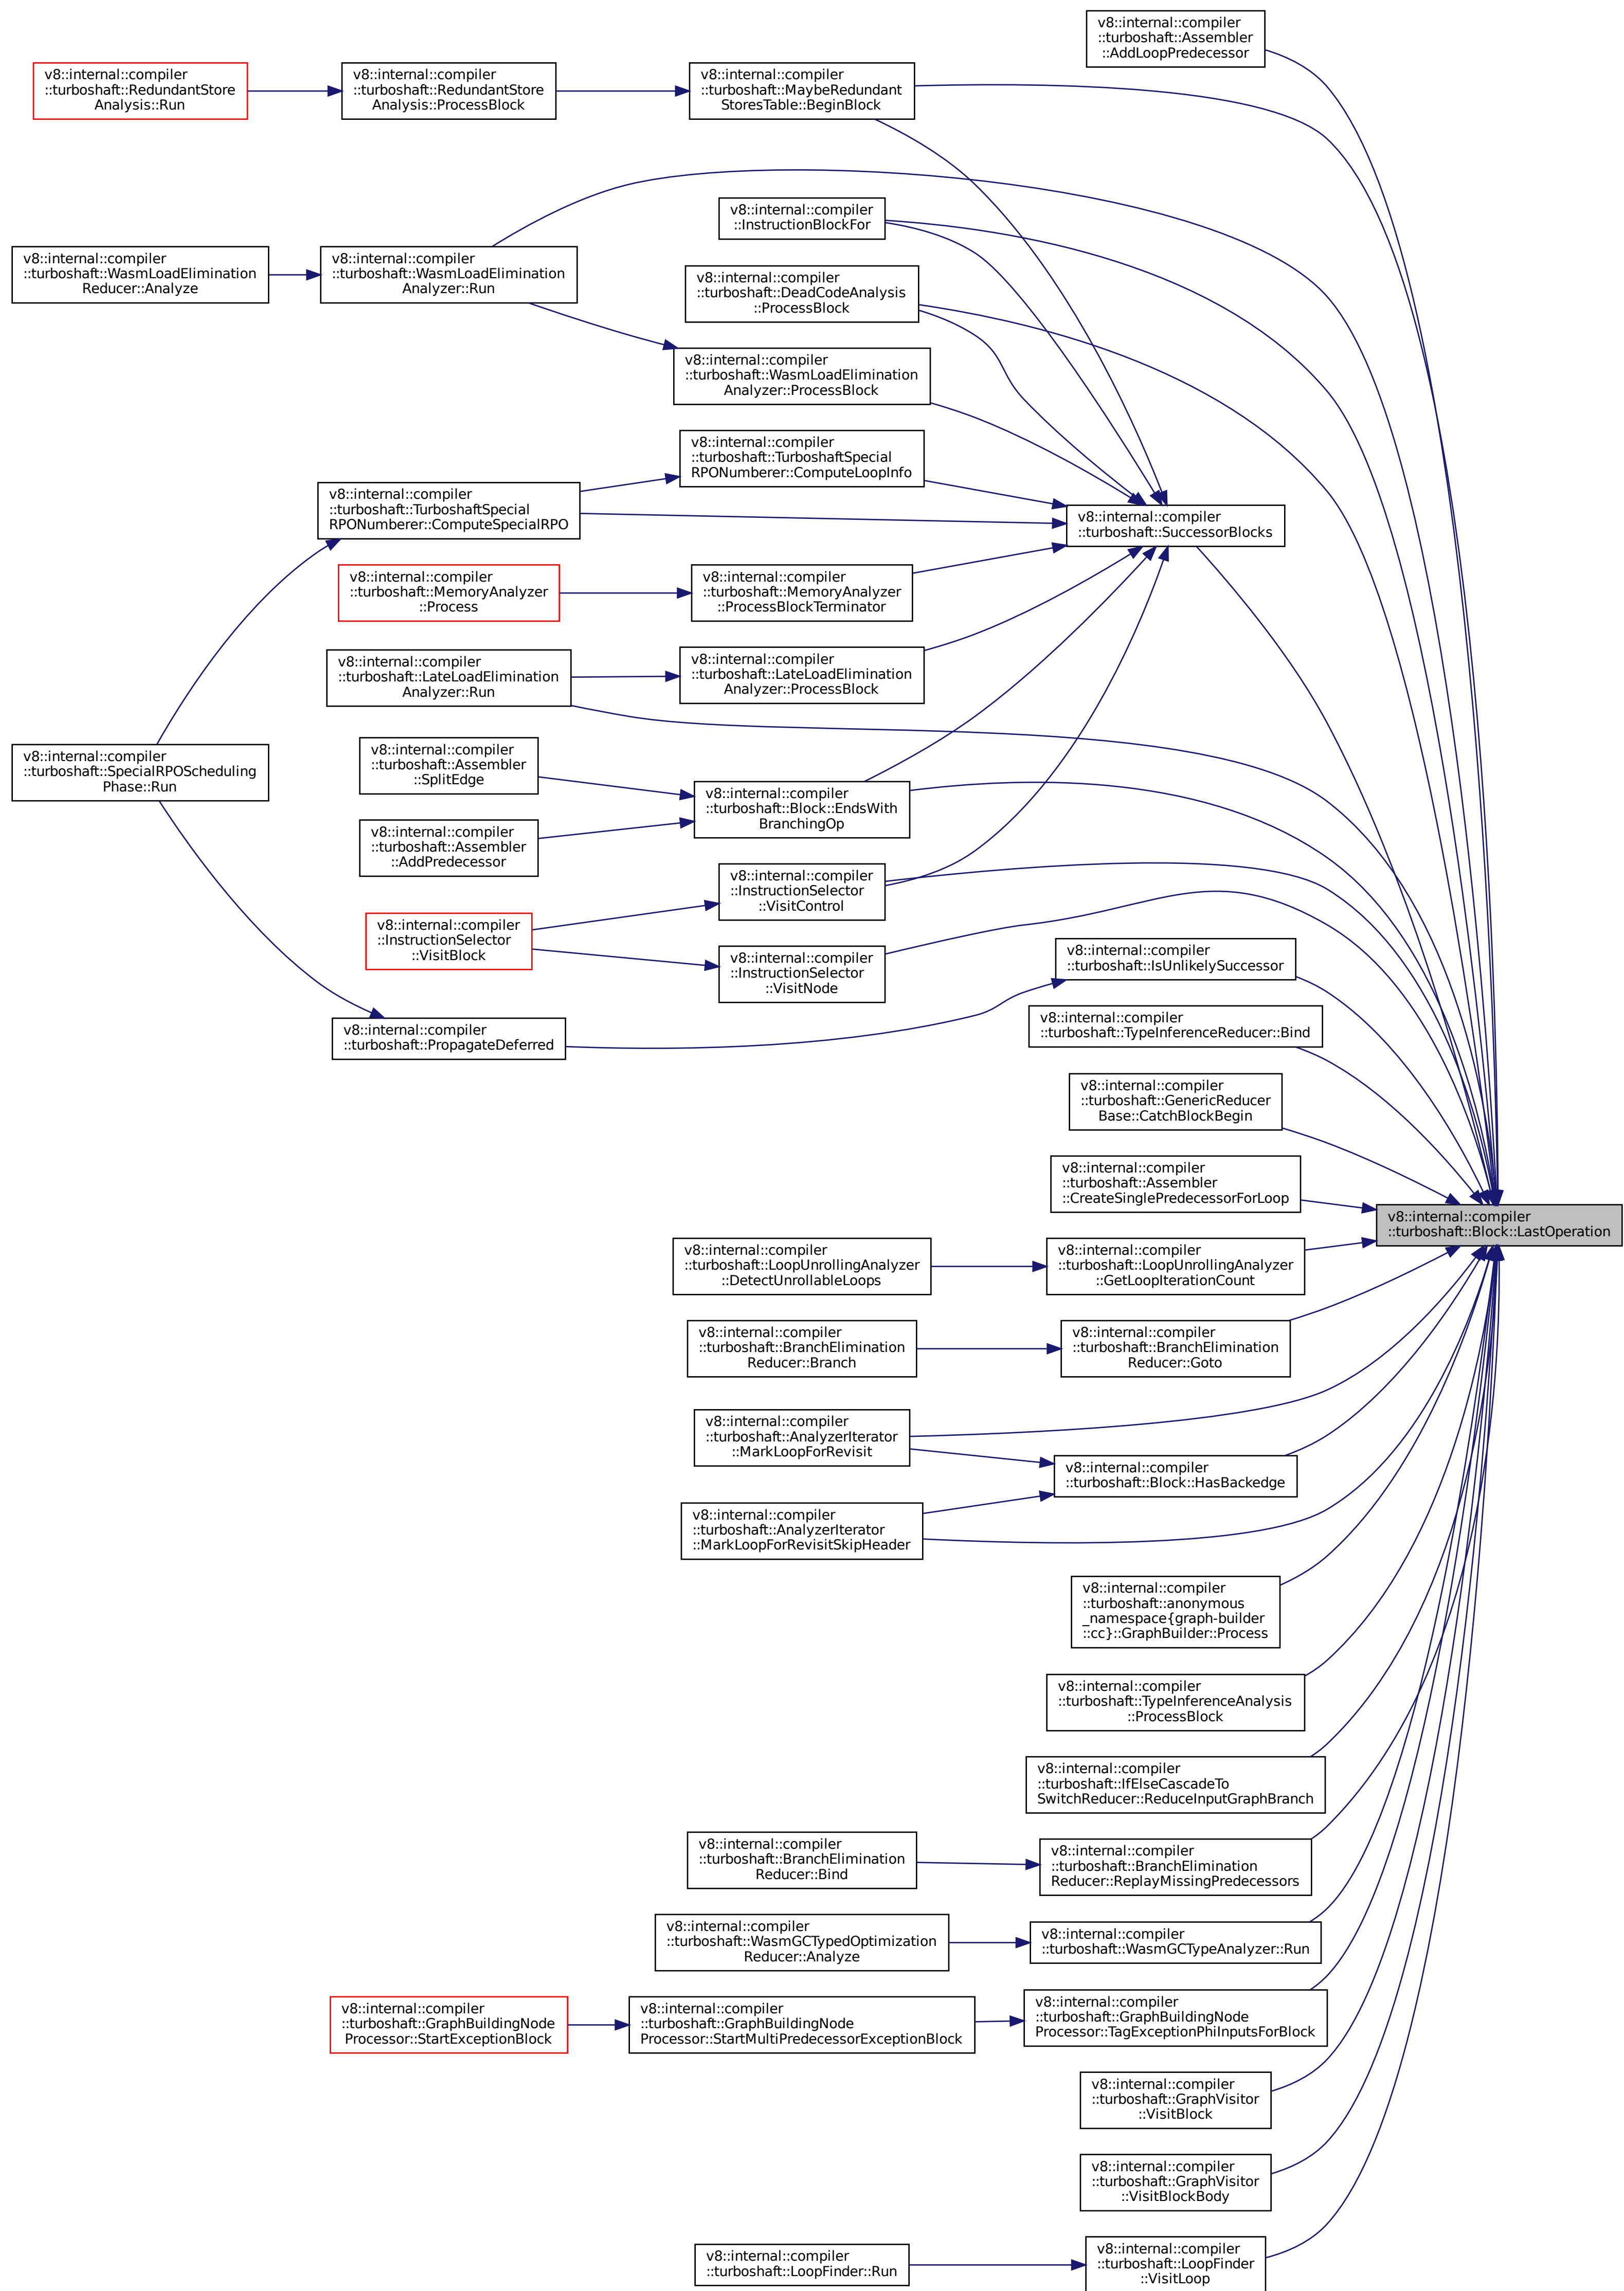 v8::internal::compiler
::turboshaft::Assembler
::AddLoopPredecessor
v8::internal::compiler
::turboshaft::RedundantStore
Analysis::Run
v8::internal::compiler
::turboshaft::RedundantStore
Analysis::ProcessBlock
v8::internal::compiler
::turboshaft::MaybeRedundant
StoresTable::BeginBlock
v8::internal::compiler
::InstructionBlockFor
v8::internal::compiler
::turboshaft::WasmLoadElimination
Reducer::Analyze
v8::internal::compiler
::turboshaft::WasmLoadElimination
Analyzer::Run
v8::internal::compiler
::turboshaft::DeadCodeAnalysis
::ProcessBlock
v8::internal::compiler
::turboshaft::WasmLoadElimination
Analyzer::ProcessBlock
v8::internal::compiler
::turboshaft::TurboshaftSpecial
RPONumberer::ComputeLoopInfo
v8::internal::compiler
::turboshaft::TurboshaftSpecial
RPONumberer::ComputeSpecialRPO
v8::internal::compiler
::turboshaft::SuccessorBlocks
v8::internal::compiler
::turboshaft::MemoryAnalyzer
::Process
v8::internal::compiler
::turboshaft::MemoryAnalyzer
::ProcessBlockTerminator
v8::internal::compiler
::turboshaft::LateLoadElimination
Analyzer::Run
v8::internal::compiler
::turboshaft::LateLoadElimination
Analyzer::ProcessBlock
v8::internal::compiler
::turboshaft::SpecialRPOScheduling
Phase::Run
v8::internal::compiler
::turboshaft::Assembler
::SplitEdge
v8::internal::compiler
::turboshaft::Block::EndsWith
BranchingOp
v8::internal::compiler
::turboshaft::Assembler
::AddPredecessor
v8::internal::compiler
::InstructionSelector
::VisitControl
v8::internal::compiler
::InstructionSelector
::VisitBlock
v8::internal::compiler
::InstructionSelector
::VisitNode
v8::internal::compiler
::turboshaft::IsUnlikelySuccessor
v8::internal::compiler
::turboshaft::PropagateDeferred
v8::internal::compiler
::turboshaft::TypeInferenceReducer::Bind
v8::internal::compiler
::turboshaft::GenericReducer
Base::CatchBlockBegin
v8::internal::compiler
::turboshaft::Assembler
::CreateSinglePredecessorForLoop
v8::internal::compiler
::turboshaft::Block::LastOperation
v8::internal::compiler
::turboshaft::LoopUnrollingAnalyzer
::DetectUnrollableLoops
v8::internal::compiler
::turboshaft::LoopUnrollingAnalyzer
::GetLoopIterationCount
v8::internal::compiler
::turboshaft::BranchElimination
Reducer::Branch
v8::internal::compiler
::turboshaft::BranchElimination
Reducer::Goto
v8::internal::compiler
::turboshaft::AnalyzerIterator
::MarkLoopForRevisit
v8::internal::compiler
::turboshaft::Block::HasBackedge
v8::internal::compiler
::turboshaft::AnalyzerIterator
::MarkLoopForRevisitSkipHeader
v8::internal::compiler
::turboshaft::anonymous
_namespace{graph-builder
::cc}::GraphBuilder::Process
v8::internal::compiler
::turboshaft::TypeInferenceAnalysis
::ProcessBlock
v8::internal::compiler
::turboshaft::IfElseCascadeTo
SwitchReducer::ReduceInputGraphBranch
v8::internal::compiler
::turboshaft::BranchElimination
Reducer::Bind
v8::internal::compiler
::turboshaft::BranchElimination
Reducer::ReplayMissingPredecessors
v8::internal::compiler
::turboshaft::WasmGCTypedOptimization
Reducer::Analyze
v8::internal::compiler
::turboshaft::WasmGCTypeAnalyzer::Run
v8::internal::compiler
::turboshaft::GraphBuildingNode
Processor::StartExceptionBlock
v8::internal::compiler
::turboshaft::GraphBuildingNode
Processor::StartMultiPredecessorExceptionBlock
v8::internal::compiler
::turboshaft::GraphBuildingNode
Processor::TagExceptionPhiInputsForBlock
v8::internal::compiler
::turboshaft::GraphVisitor
::VisitBlock
v8::internal::compiler
::turboshaft::GraphVisitor
::VisitBlockBody
v8::internal::compiler
::turboshaft::LoopFinder::Run
v8::internal::compiler
::turboshaft::LoopFinder
::VisitLoop